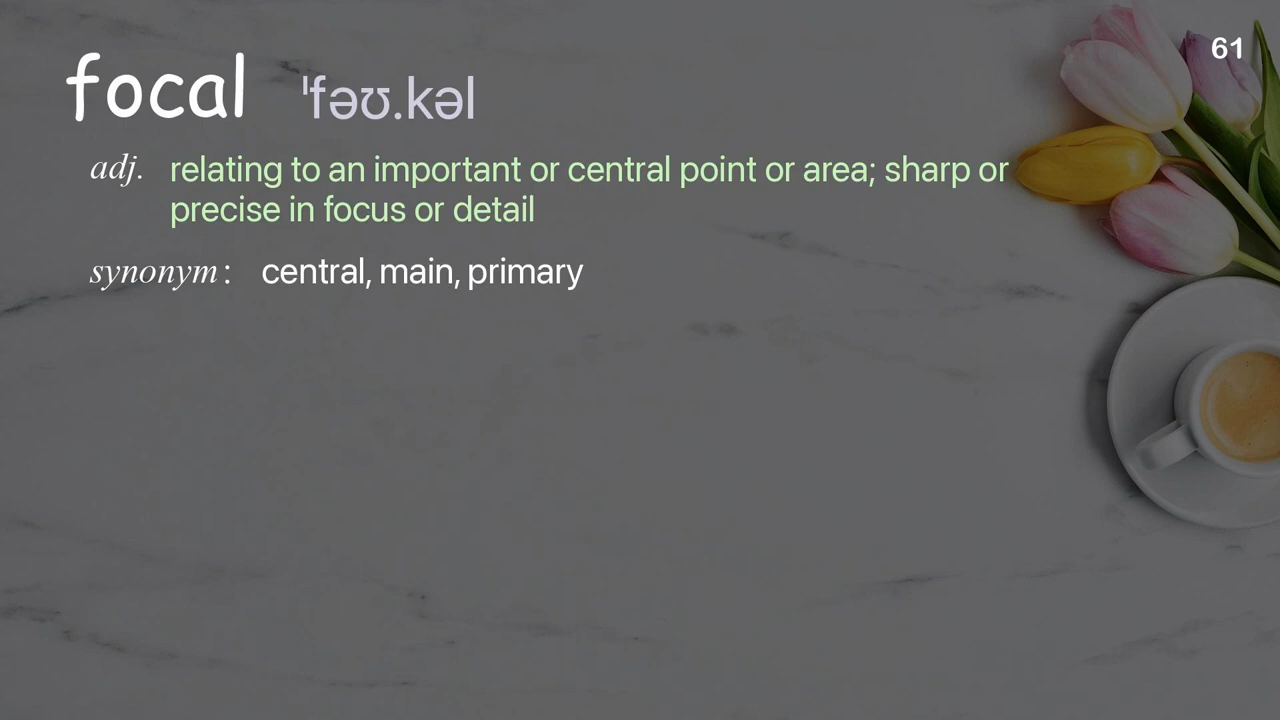 61
focal ˈfəʊ.kəl
adj. relating to an important or central point or area; sharp or
precise in focus or detail
synonym: central, main, primary